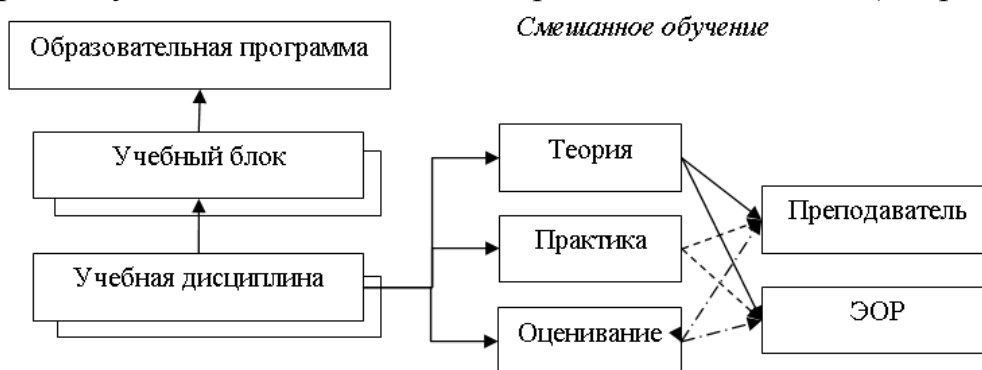 Смешанное обучение
Образовательная программа
Учебный блок
Учебная дисциплина
Теория
Практика
Оценивание
Преподаватель
ЭОР